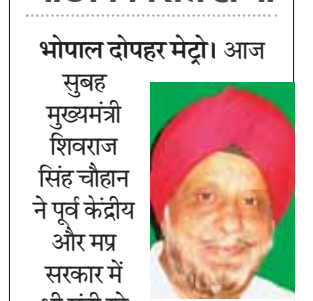 भोपाल दोपहर मेट्रो। आज
सुबह
मुख्यमंत्री
शिवराज
सिंह चौहान
ने पूर्व केंद्रीय
और मप्र
सरकार में